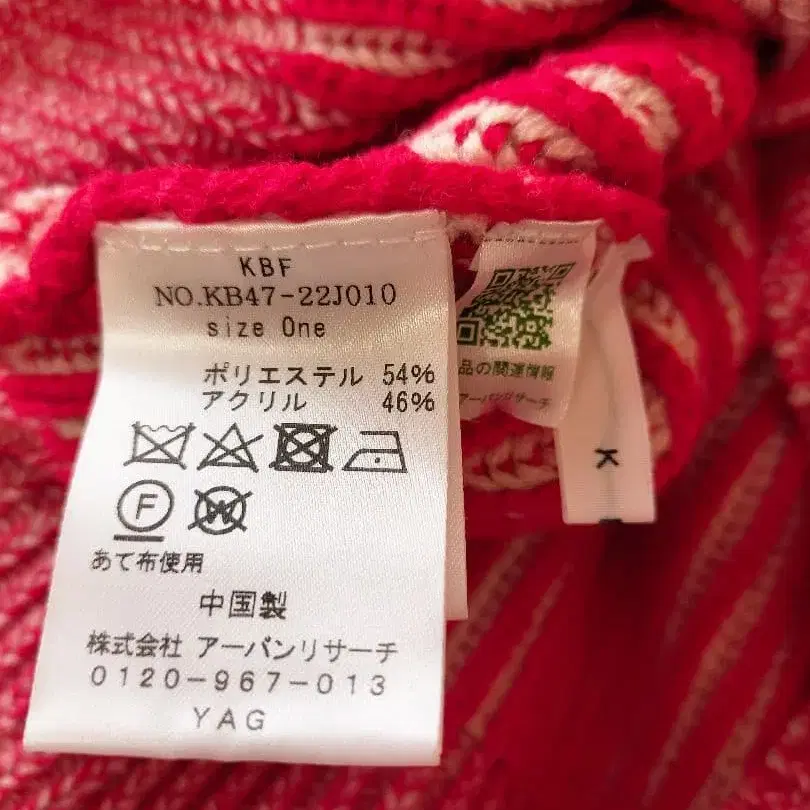 KBF
NO.KB47-22J010
size One
ポリエステル 54%
アクリル 46%
F
W
あて布使用
中国製
株式会社 アーバンリサーチ
0120-967-013
YAG
品の関連情報
アーバンリサーチ
K